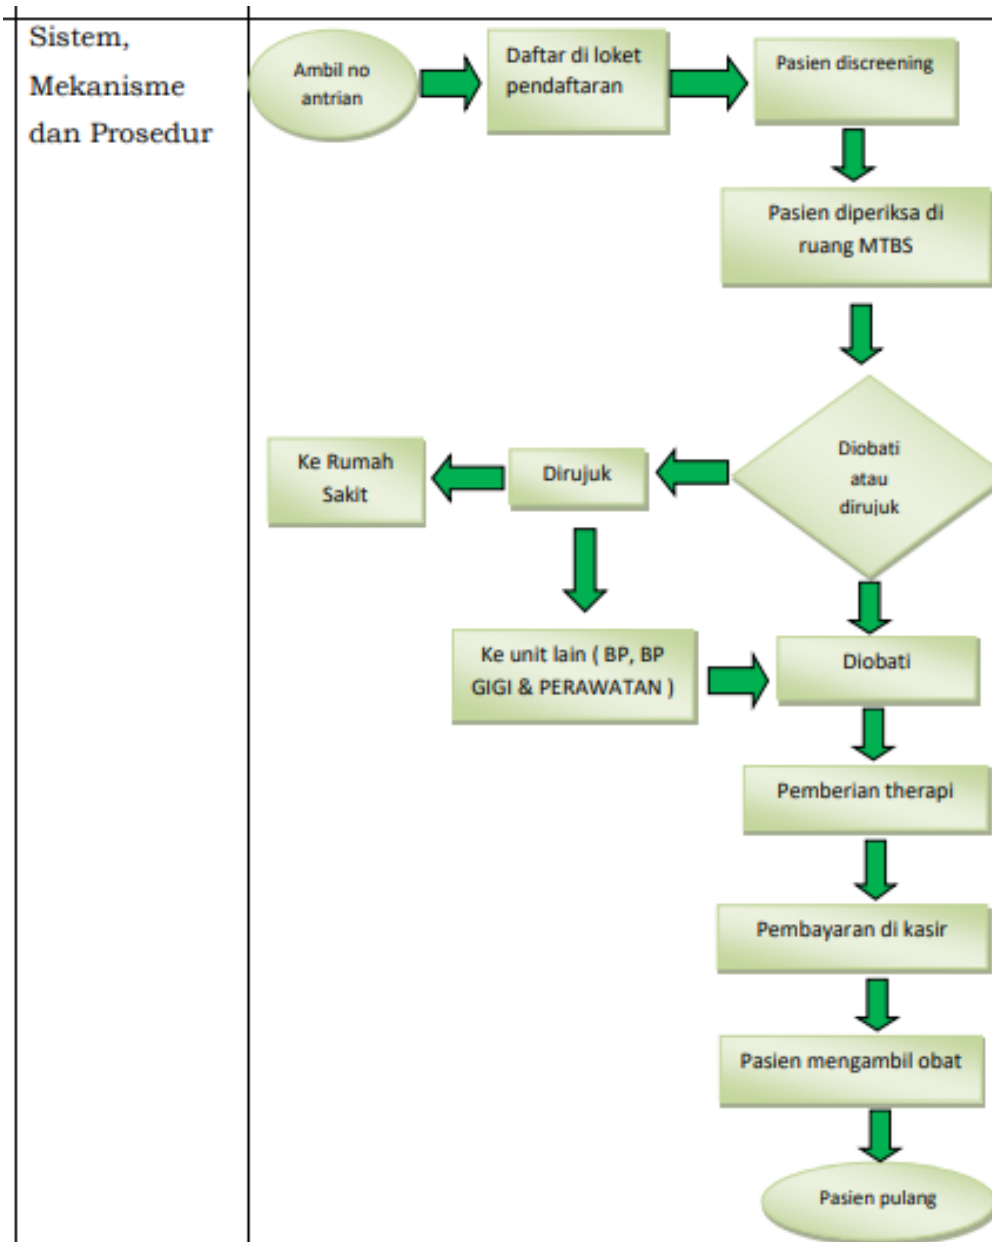 Sistem,
Mekanisme
dan Prosedur
Ambil no
antrian
Daftar di loket
pendaftaran
Pasien discreening
Pasien diperiksa di
ruang MTBS
Diobati
atau
dirujuk
Dirujuk
Ke Rumah
Sakit
Ke unit lain ( BP, BP
GIGI & PERAWATAN )
Diobati
Pemberian therapi
Pembayaran di kasir
Pasien mengambil obat
Pasien pulang